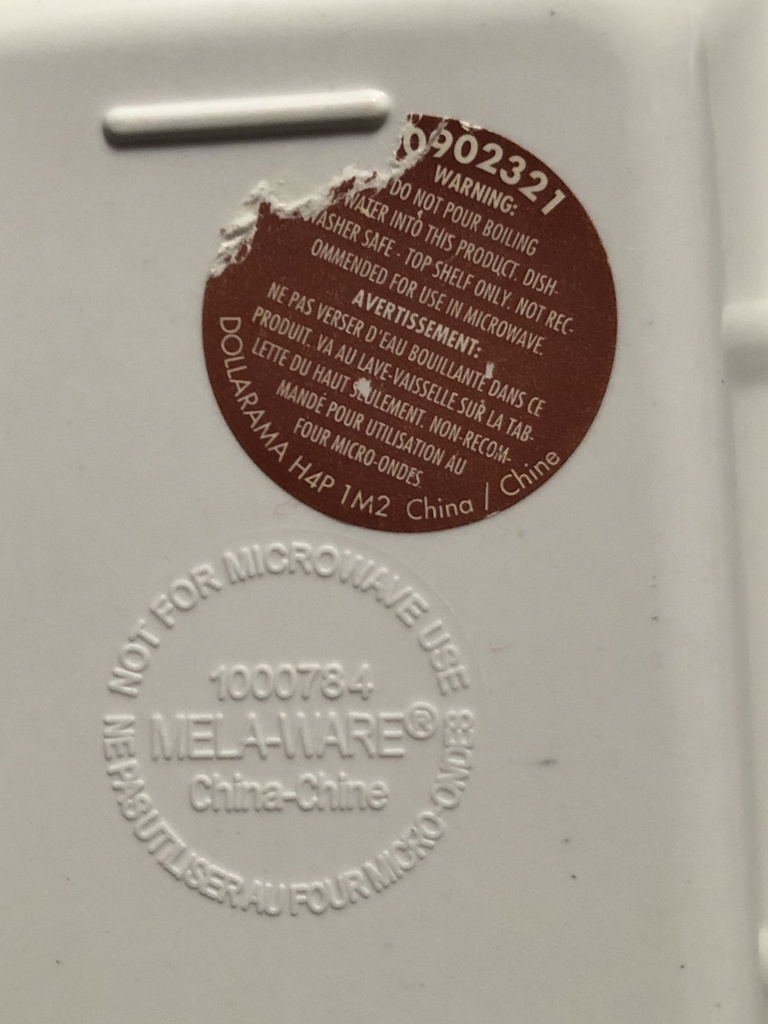 0902321
WARNING:
DO NOT POUR BOILING
WATER INTO THIS PRODUCT. DISH-
WASHER SAFE - TOP SHELF ONLY. NOT REC-
OMMENDED FOR USE IN MICROWAVE.
AVERTISSEMENT:
NE PAS VERSER D'EAU BOUILLANTE DANS CE
PRODUIT. VA AU LAVE-VAISSELLE SUR LA TAB-
LETTE DU HAUT SEULEMENT. NON-RECOM-
MANDÉ POUR UTILISATION AU
FOUR MICRO-ONDES.
DOLLARAMA H4P 1M2 China / Chine
NOT FOR MICROWAVE USE
1000784
MELA-WARE®
China-Chine
NE PAS UTILISER AU FOUR MICRO-ONDES